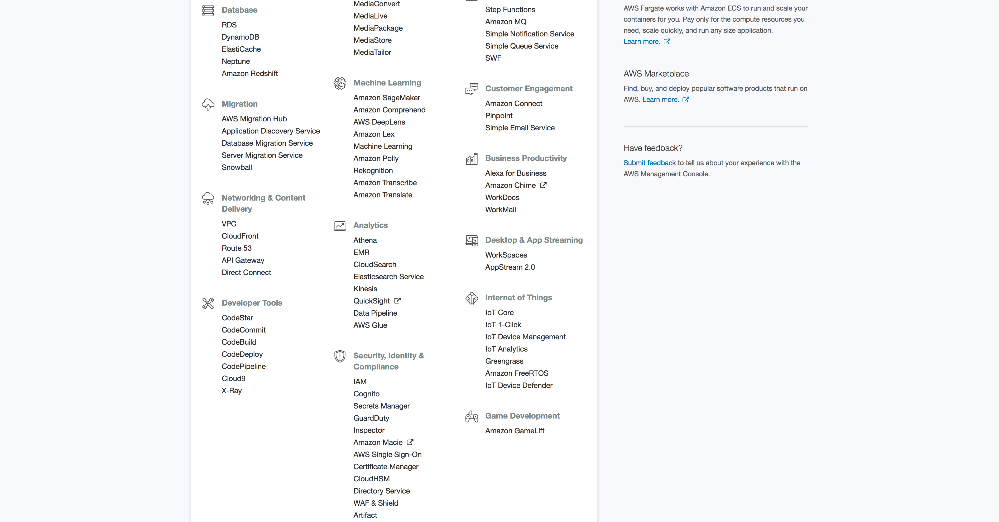 Database
RDS
DynamoDB
ElastiCache
Neptune
Amazon Redshift
Migration
AWS Migration Hub
Application Discovery Service
Database Migration Service
Server Migration Service
Snowball
Networking & Content
Delivery
VPC
CloudFront
Route 53
API Gateway
Direct Connect
Developer Tools
CodeStar
CodeCommit
CodeBuild
CodeDeploy
CodePipeline
Cloud9
X-Ray
MediaConvert
MediaLive
MediaPackage
MediaStore
MediaTailor
Machine Learning
Amazon SageMaker
Amazon Comprehend
AWS DeepLens
Amazon Lex
Machine Learning
Amazon Polly
Rekognition
Amazon Transcribe
Amazon Translate
Analytics
Athena
EMR
CloudSearch
Elasticsearch Service
Kinesis
QuickSight
Data Pipeline
AWS Glue
Security, Identity &
Compliance
IAM
Cognito
Secrets Manager
GuardDuty
Inspector
Amazon Macie
AWS Single Sign-On
Certificate Manager
CloudHSM
Directory Service
WAF & Shield
Artifact
Step Functions
Amazon MQ
Simple Notification Service
Simple Queue Service
SWF
Customer Engagement
Amazon Connect
Pinpoint
Simple Email Service
Business Productivity
Alexa for Business
Amazon Chime
WorkDocs
WorkMail
Desktop & App Streaming
WorkSpaces
AppStream 2.0
Internet of Things
IoT Core
IoT 1-Click
IoT Device Management
IoT Analytics
Greengrass
Amazon FreeRTOS
IoT Device Defender
Game Development
Amazon GameLift
AWS Fargate works with Amazon ECS to run and scale your
containers for you. Pay only for the compute resources you
need, scale quickly, and run any size application.
Learn more.
AWS Marketplace
Find, buy, and deploy popular software products that run on
AWS. Learn more.
Have feedback?
Submit feedback to tell us about your experience with the
AWS Management Console.